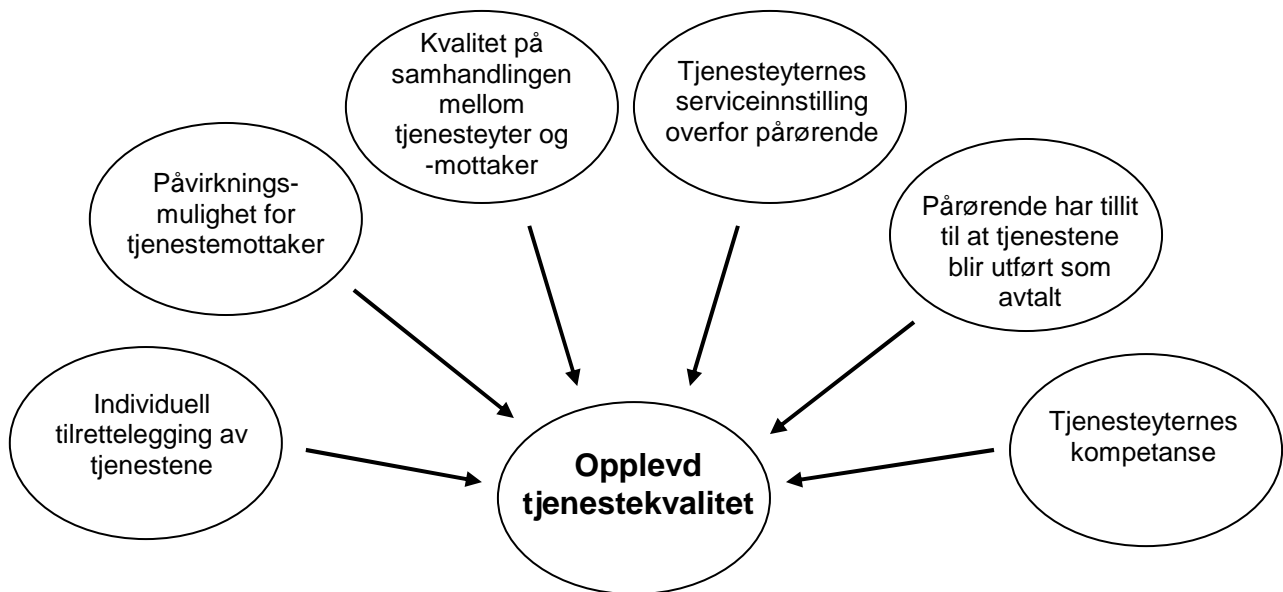 Kvalitet på
samhandlingen
mellom
tjenesteyter og
-mottaker
Tjenesteyternes
serviceinnstilling
overfor pårørende
Påvirknings-
mulighet for
tjenestemottaker
Pårørende har tillit
til at tjenestene
blir utført som
avtalt
Individuell
tilrettelegging av
tjenestene
Tjenesteyternes
kompetanse
Opplevd
tjenestekvalitet